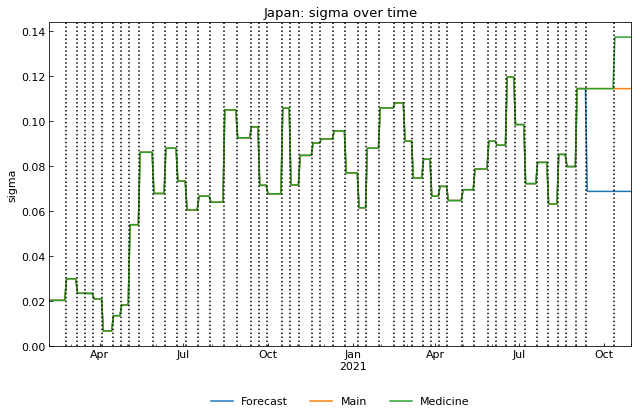 Japan: sigma over time
0.14
0.12
0.10
0.08
0.06
0.04
0.02
0.00
sigma
Apr Jul Oct Jan Apr Jul Oct
2021
Forecast Main Medicine